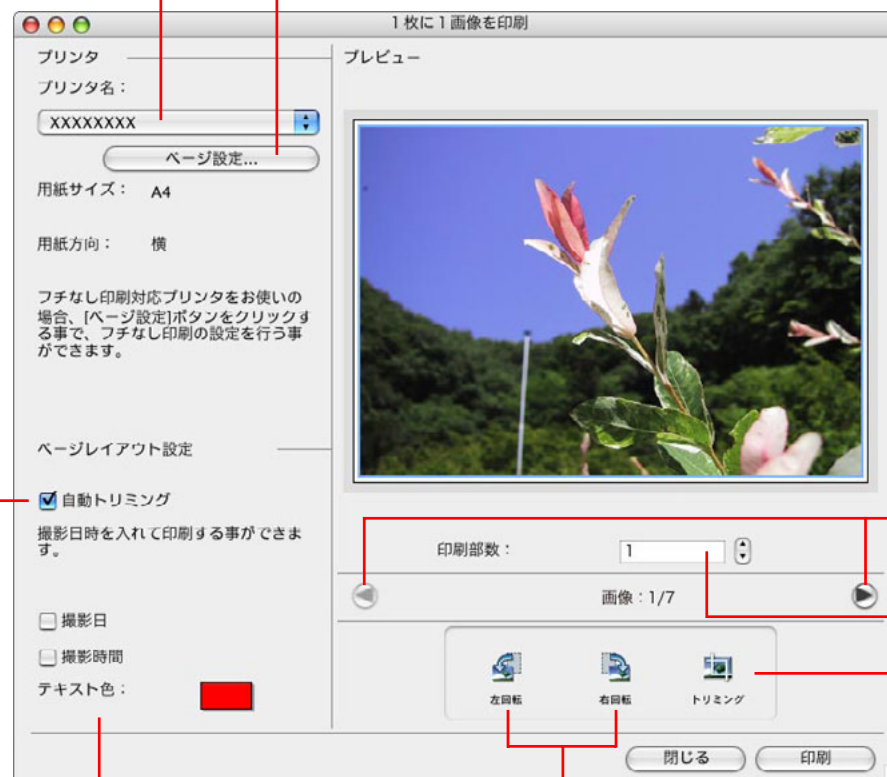 1枚に1画像を印刷
プリンタ
プリンタ名：
XXXXXXXX
ページ設定...
用紙サイズ： A4
用紙方向： 横
フチなし印刷対応プリンタをお使いの
場合、[ページ設定]ボタンをクリックす
る事で、フチなし印刷の設定を行う事
ができます。
ページレイアウト設定
自動トリミング
撮影日時を入れて印刷する事ができま
す。
撮影日
撮影時間
テキスト色：
プレビュー
印刷部数： 1
画像：1/7
左回転
右回転
トリミング
閉じる
印刷